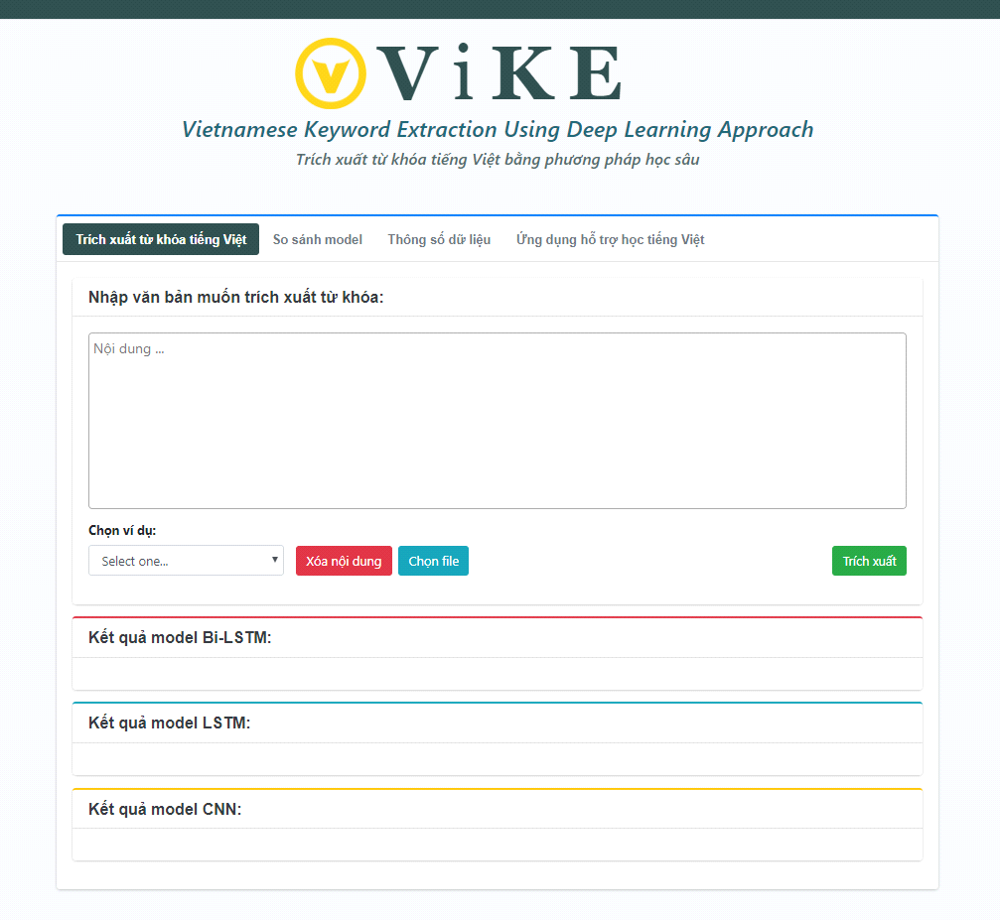 ViKE
Vietnamese Keyword Extraction Using Deep Learning Approach
Trích xuất từ khóa tiếng Việt bằng phương pháp học sâu
Trích xuất từ khóa tiếng Việt So sánh model Thông số dữ liệu Ứng dụng hỗ trợ học tiếng Việt
Nhập văn bản muốn trích xuất từ khóa:
Nội dung ...
Chọn ví dụ:
Select one... Xóa nội dung Chọn file Trích xuất
Kết quả model Bi-LSTM:
Kết quả model LSTM:
Kết quả model CNN: